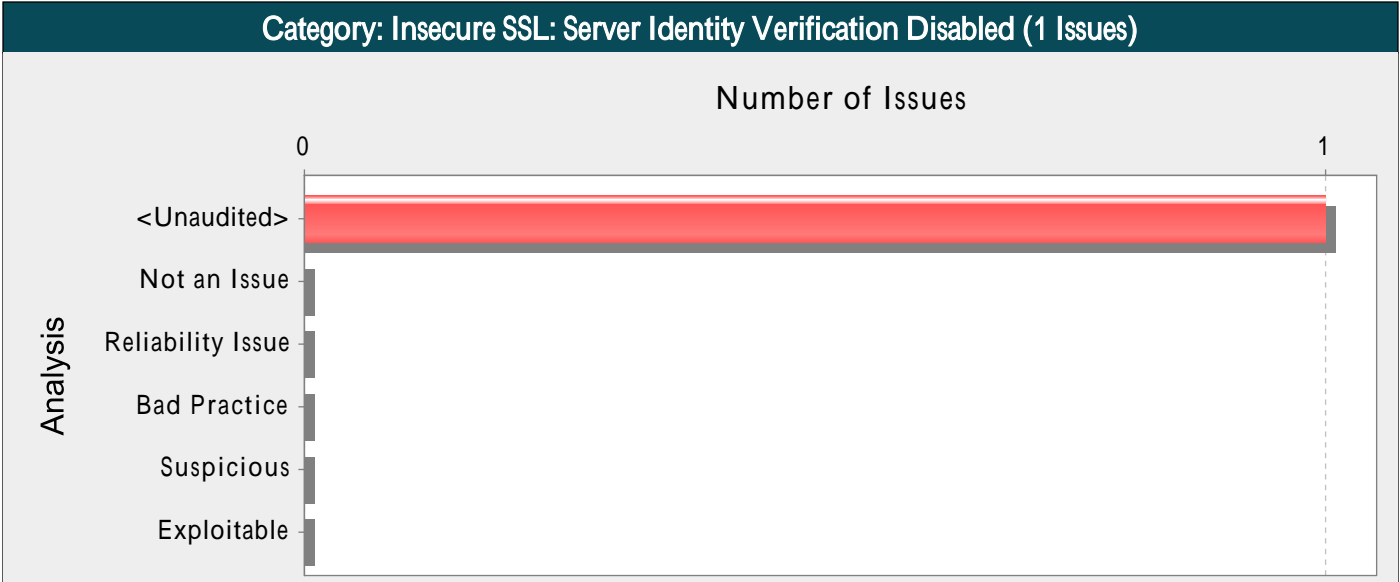 Category: Insecure SSL: Server Identity Verification Disabled (1 Issues)
Number of Issues
0 1
<Unaudited>
Not an Issue
Reliability Issue
Bad Practice
Suspicious
Exploitable
Analysis